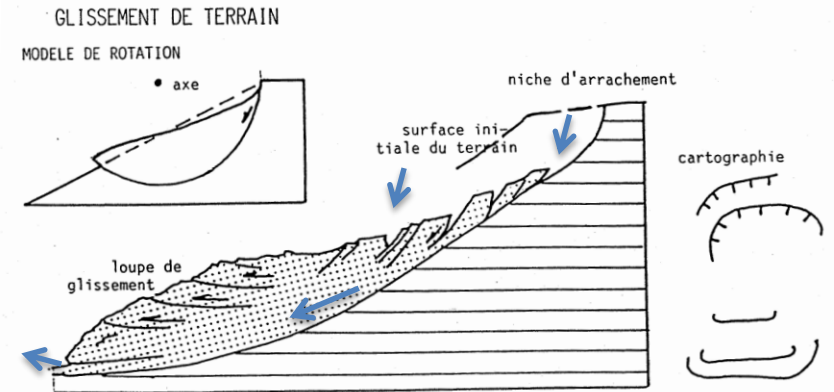 GLISSEMENT DE TERRAIN
MODELE DE ROTATION
axe
niche d'arrachement
surface ini-
tiale du terrain
cartographie
loupe de
glissement